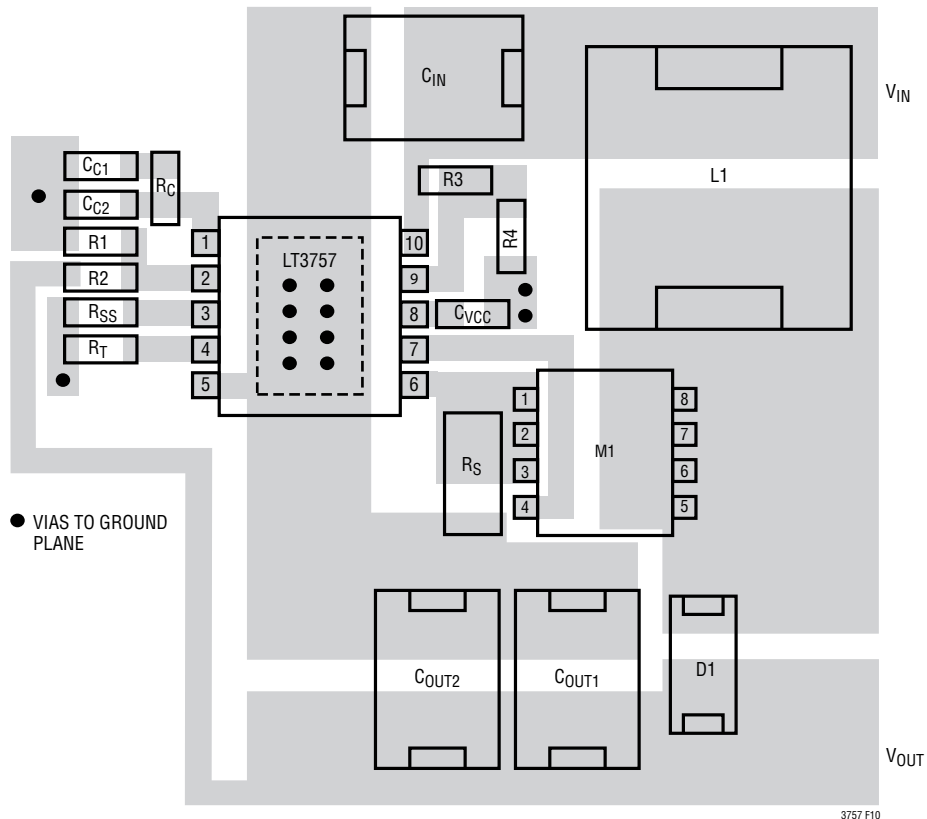 CIN
VIN
L1
CC1
RC
R3
CC2
R4
R1
1
LT3757
10
R2
2
9
RSS
3
8
CVCC
RT
4
7
5
6
1
8
2
M1
7
RS
3
6
4
5
VIAS TO GROUND
PLANE
COUT2
COUT1
D1
VOUT
3757 F10